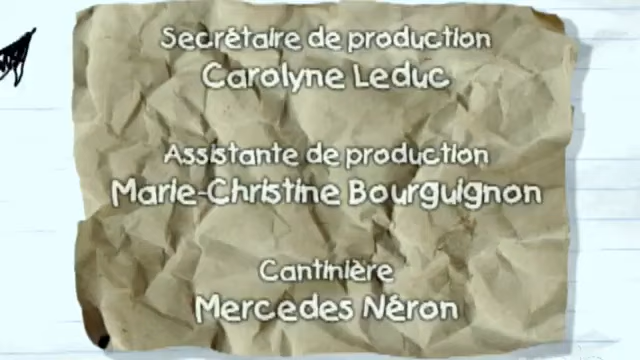 Secrétaire de production
Carolyne Leduc
Assistante de production
Marie-Christine Bourguignon
Cantinière
Mercedes Néron